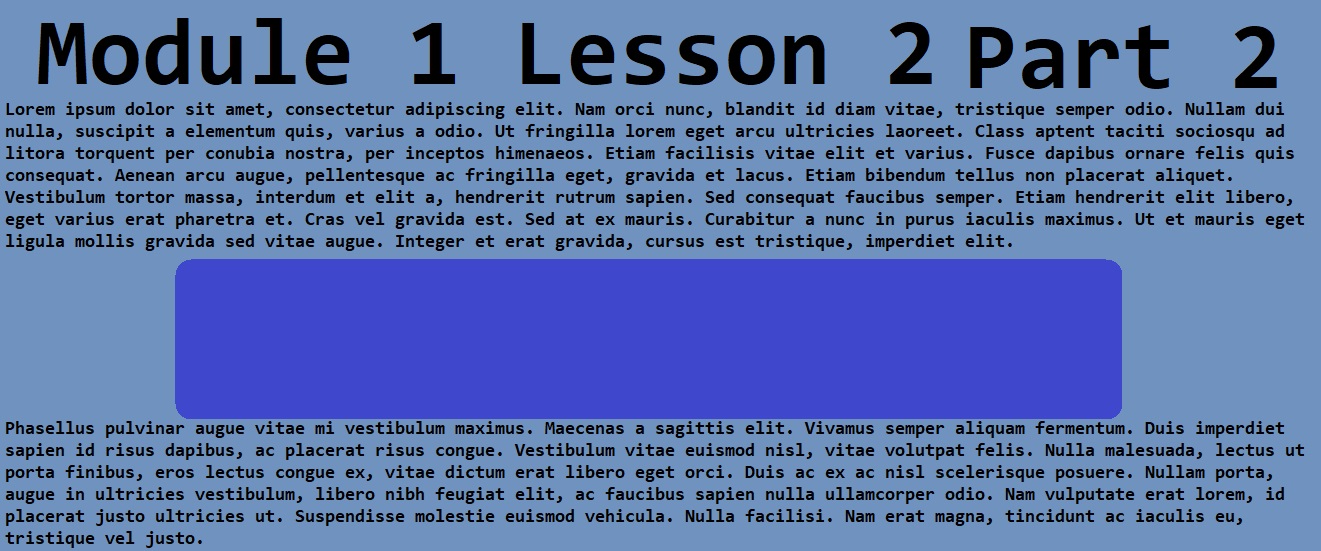 Module 1 Lesson 2 Part 2
Lorem ipsum dolor sit amet, consectetur adipiscing elit. Nam orci nunc, blandit id diam vitae, tristique semper odio. Nullam dui
nulla, suscipit a elementum quis, varius a odio. Ut fringilla lorem eget arcu ultricies laoreet. Class aptent taciti sociosqu ad
litora torquent per conubia nostra, per inceptos himenaeos. Etiam facilisis vitae elit et varius. Fusce dapibus ornare felis quis
consequat. Aenean arcu augue, pellentesque ac fringilla eget, gravida et lacus. Etiam bibendum tellus non placerat aliquet.
Vestibulum tortor massa, interdum et elit a, hendrerit rutrum sapien. Sed consequat faucibus semper. Etiam hendrerit elit libero,
eget varius erat pharetra et. Cras vel gravida est. Sed at ex mauris. Curabitur a nunc in purus iaculis maximus. Ut et mauris eget
ligula mollis gravida sed vitae augue. Integer et erat gravida, cursus est tristique, imperdiet elit.
Phasellus pulvinar augue vitae mi vestibulum maximus. Maecenas a sagittis elit. Vivamus semper aliquam fermentum. Duis imperdiet
sapien id risus dapibus, ac placerat risus congue. Vestibulum vitae euismod nisl, vitae volutpat felis. Nulla malesuada, lectus ut
porta finibus, eros lectus congue ex, vitae dictum erat libero eget orci. Duis ac ex ac nisl scelerisque posuere. Nullam porta,
augue in ultricies vestibulum, libero nibh feugiat elit, ac faucibus sapien nulla ullamcorper odio. Nam vulputate erat lorem, id
placerat justo ultricies ut. Suspendisse molestie euismod vehicula. Nulla facilisi. Nam erat magna, tincidunt ac iaculis eu,
tristique vel justo.